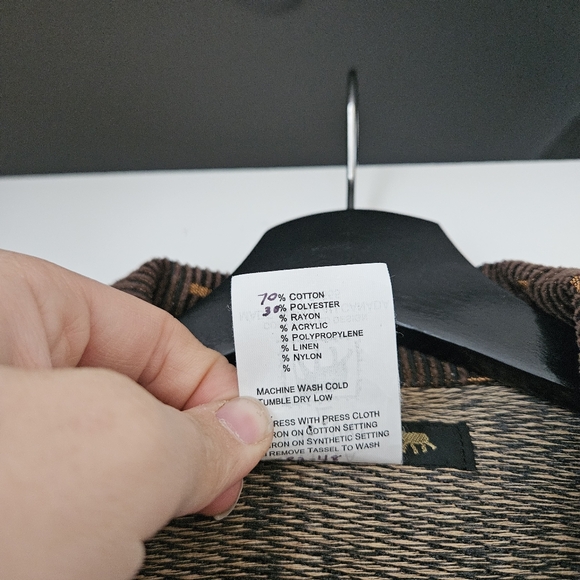 70% COTTON
30% POLYESTER
% RAYON
% ACRYLIC
% POLYPROPYLENE
% LINEN
% NYLON
%
MACHINE WASH COLD
TUMBLE DRY LOW
PRESS WITH PRESS CLOTH
IRON ON COTTON SETTING
IRON ON SYNTHETIC SETTING
REMOVE TASSEL TO WASH